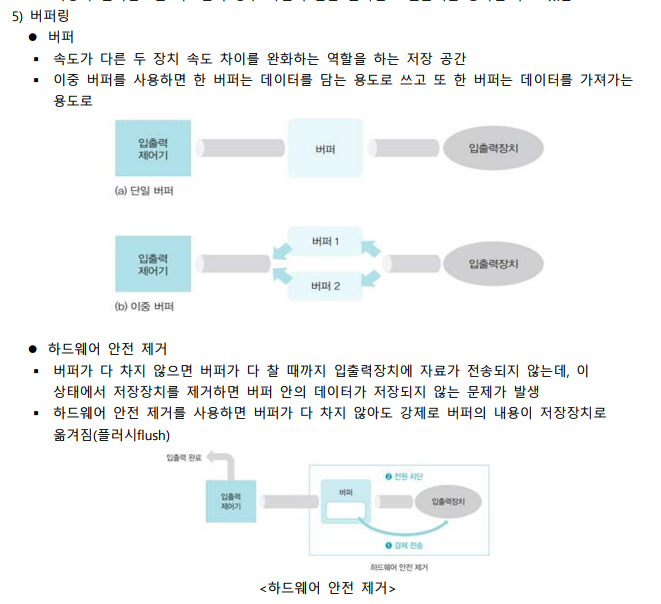 5) 버퍼링
● 버퍼
▪ 속도가 다른 두 장치 속도 차이를 완화하는 역할을 하는 저장 공간
▪ 이중 버퍼를 사용하면 한 버퍼는 데이터를 담는 용도로 쓰고 또 한 버퍼는 데이터를 가져가는
용도로
입출력
제어기
버퍼
입출력장치
(a) 단일 버퍼
입출력
제어기
버퍼 1
버퍼 2
입출력장치
(b) 이중 버퍼
● 하드웨어 안전 제거
▪ 버퍼가 다 차지 않으면 버퍼가 다 찰 때까지 입출력장치에 자료가 전송되지 않는데, 이
상태에서 저장장치를 제거하면 버퍼 안의 데이터가 저장되지 않는 문제가 발생
▪ 하드웨어 안전 제거를 사용하면 버퍼가 다 차지 않아도 강제로 버퍼의 내용이 저장장치로
옮겨짐(플러시flush)
입출력 완료
입출력
제어기
버퍼
❷ 전원 차단
입출력장치
❶ 강제 전송
하드웨어 안전 제거
<하드웨어 안전 제거>